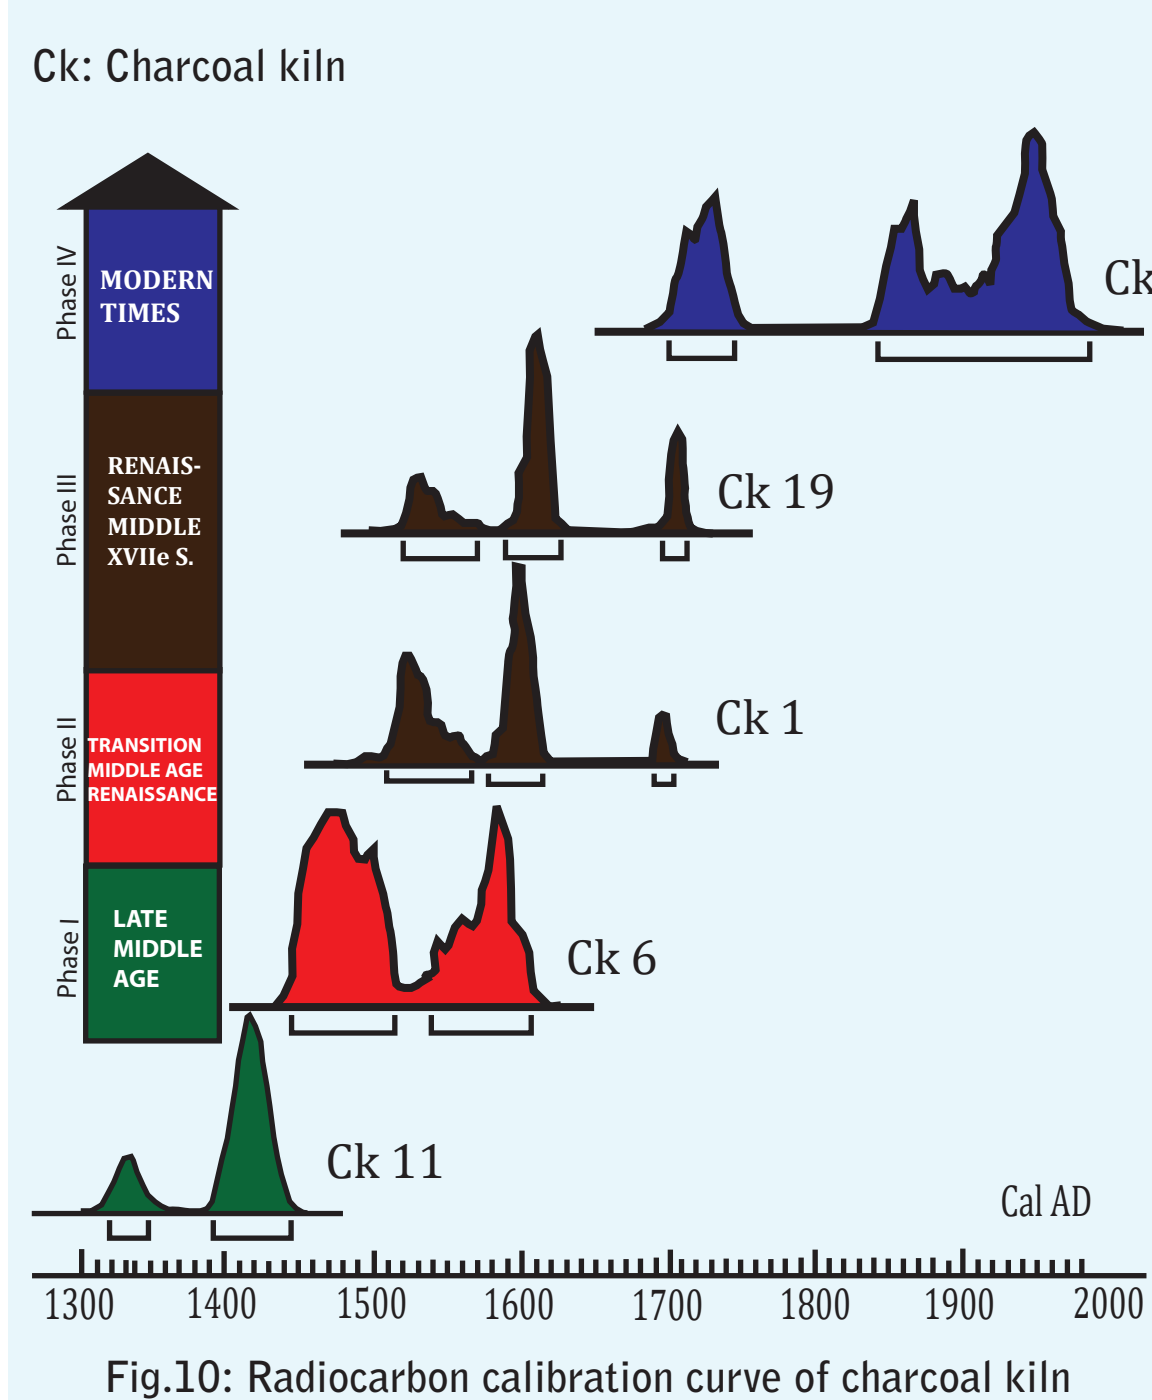 Ck: Charcoal kiln
Phase IV
MODERN
TIMES
Ck
Phase III
RENAIS-
SANCE
MIDDLE
XVIIe S.
Ck 19
Phase II
TRANSITION
MIDDLE AGE
RENAISSANCE
Ck 1
Phase I
LATE
MIDDLE
AGE
Ck 6
Ck 11
Cal AD
1300 1400 1500 1600 1700 1800 1900 2000
Fig.10: Radiocarbon calibration curve of charcoal kiln